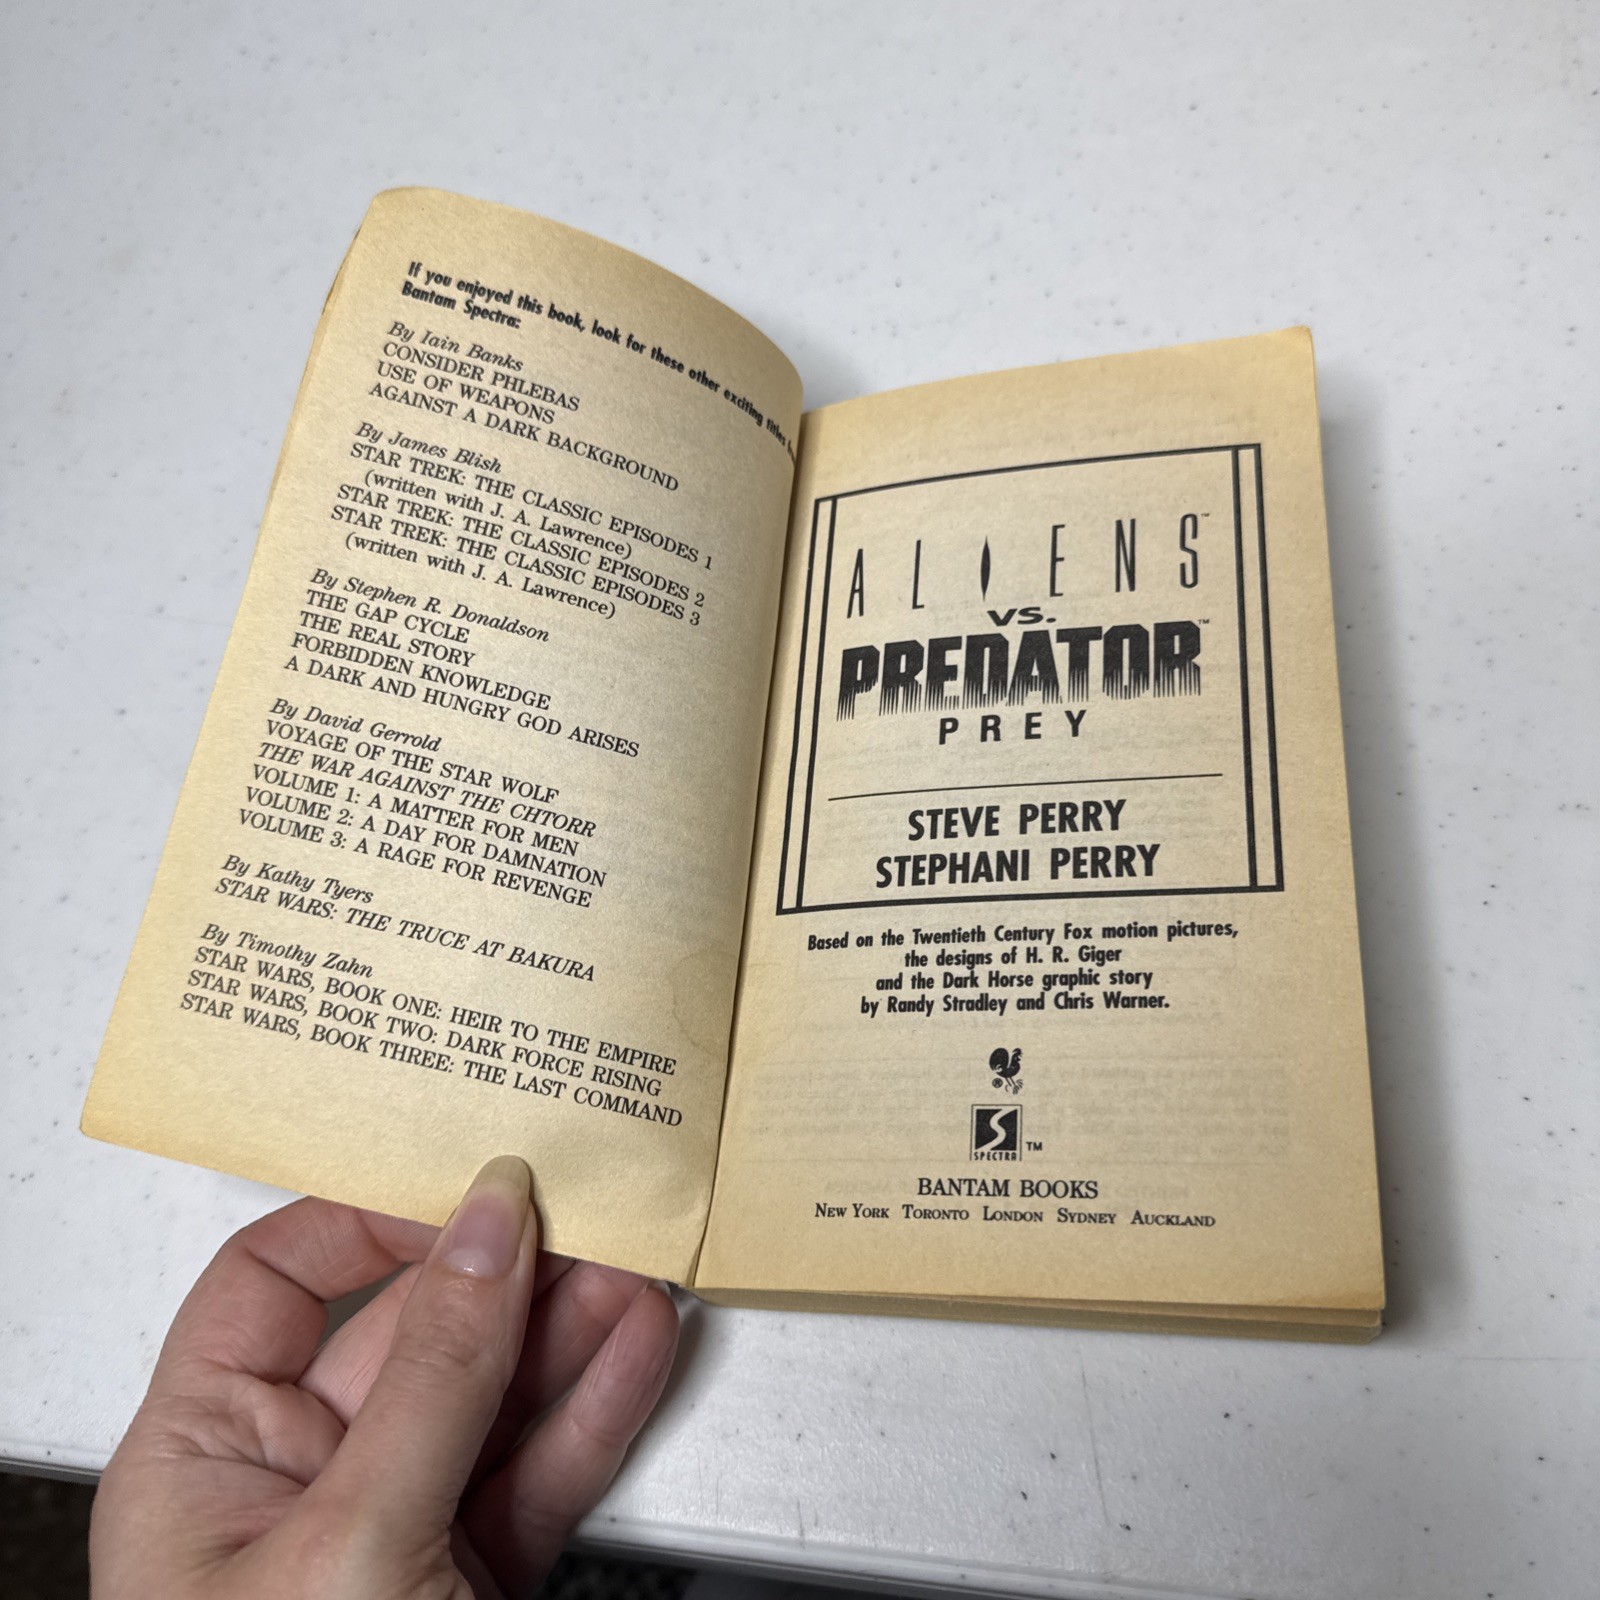 If you enjoyed this book, look for these other exciting titles
Bantam Spectra:
By Iain Banks
CONSIDER PHLEBAS
USE OF WEAPONS
AGAINST A DARK BACKGROUND
By James Blish
STAR TREK: THE CLASSIC EPISODES 1
(written with J. A. Lawrence)
STAR TREK: THE CLASSIC EPISODES 2
STAR TREK: THE CLASSIC EPISODES 3
(written with J. A. Lawrence)
By Stephen R. Donaldson
THE GAP CYCLE
THE REAL STORY
FORBIDDEN KNOWLEDGE
A DARK AND HUNGRY GOD ARISES
By David Gerrold
VOYAGE OF THE STAR WOLF
THE WAR AGAINST THE CHTORR
VOLUME 1: A MATTER FOR MEN
VOLUME 2: A DAY FOR DAMNATION
VOLUME 3: A RAGE FOR REVENGE
By Kathy Tyers
STAR WARS: THE TRUCE AT BAKURA
By Timothy Zahn
STAR WARS, BOOK ONE: HEIR TO THE EMPIRE
STAR WARS, BOOK TWO: DARK FORCE RISING
STAR WARS, BOOK THREE: THE LAST COMMAND
ALIENS™
VS.
PREDATOR™
PREY
STEVE PERRY
STEPHANI PERRY
Based on the Twentieth Century Fox motion pictures,
the designs of H. R. Giger
and the Dark Horse graphic story
by Randy Stradley and Chris Warner.
®
S
SPECTRA ™
BANTAM BOOKS
NEW YORK TORONTO LONDON SYDNEY AUCKLAND